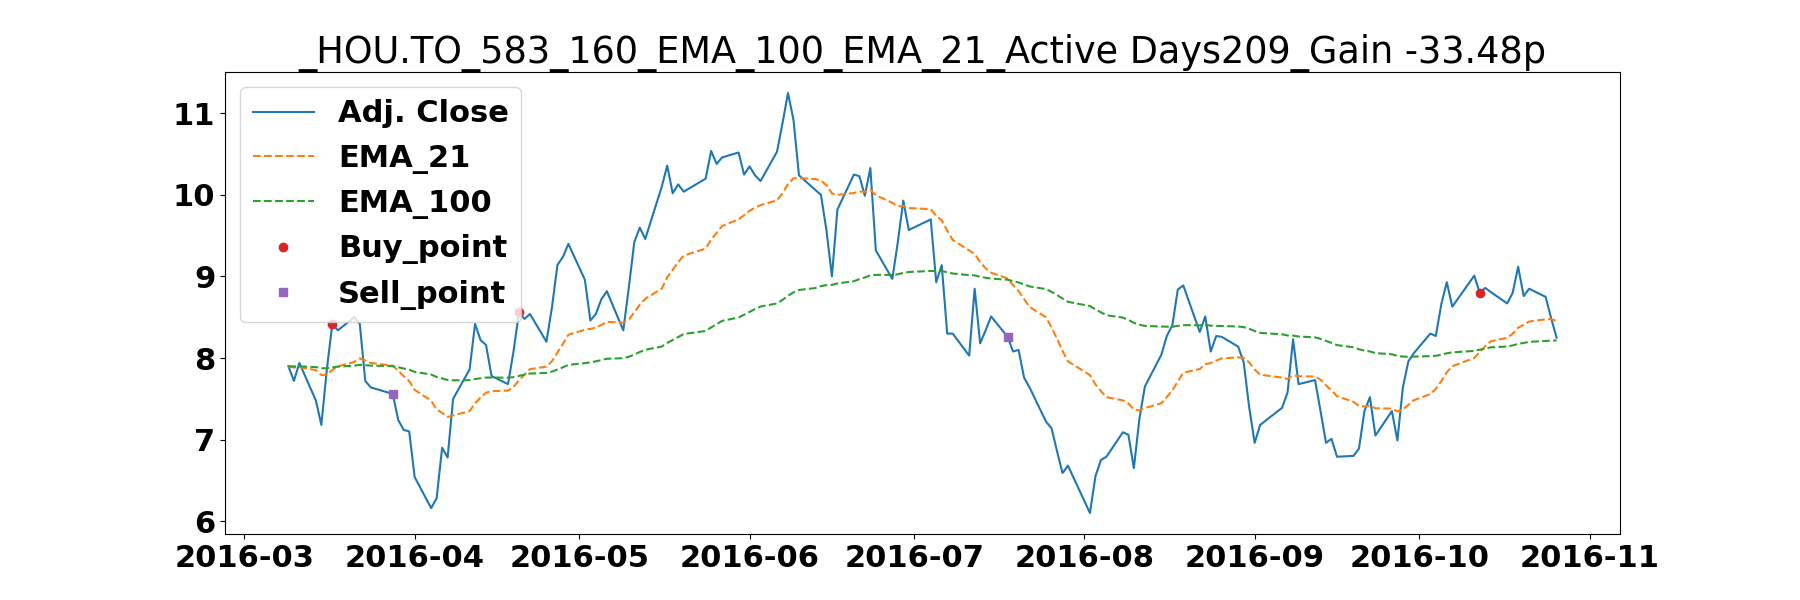 _HOU.TO_583_160_EMA_100_EMA_21_Active Days209_Gain -33.48p
Adj. Close
EMA_21
EMA_100
Buy_point
Sell_point
11
10
9
8
7
6
2016-03 2016-04 2016-05 2016-06 2016-07 2016-08 2016-09 2016-10 2016-11